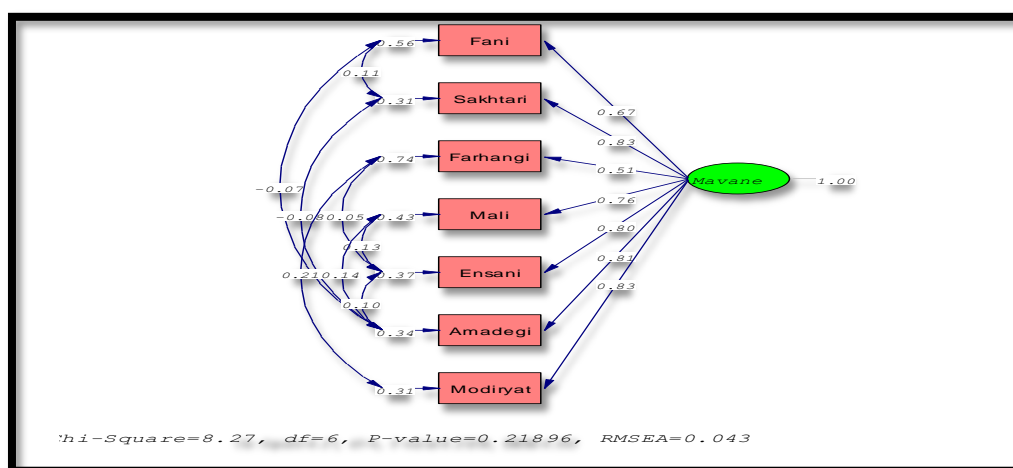 0.56 Fani
0.11 0.67
0.31 Sakhtari
0.83
0.74 Farhangi
0.51
Mavane 1.00
-0.07
0.76
-0.08 0.05 0.43 Mali
0.80
0.13
0.81
0.21 0.14 0.37 Ensani
0.83
0.10
0.34 Amadegi
0.31 Modiryat
hi-Square=8.27, df=6, P-value=0.21896, RMSEA=0.043